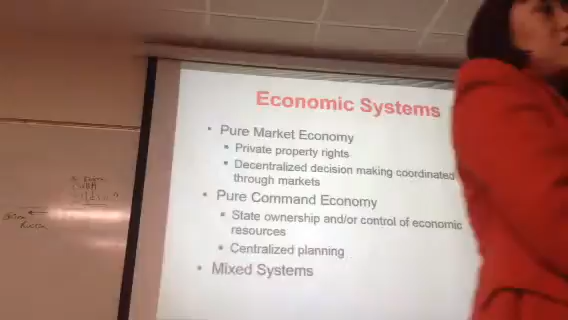 Economic Systems
• Pure Market Economy
• Private property rights
• Decentralized decision making coordinated
through markets
• Pure Command Economy
• State ownership and/or control of economic
resources
• Centralized planning
• Mixed Systems